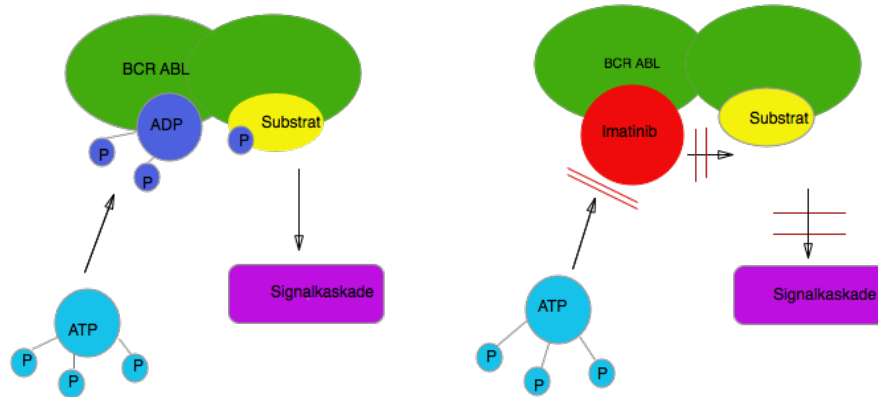 BCR ABL
ADP
Substrat
P
P
P
Signalkaskade
ATP
P
P
P
BCR ABL
Imatinib
Substrat
Signalkaskade
ATP
P
P
P